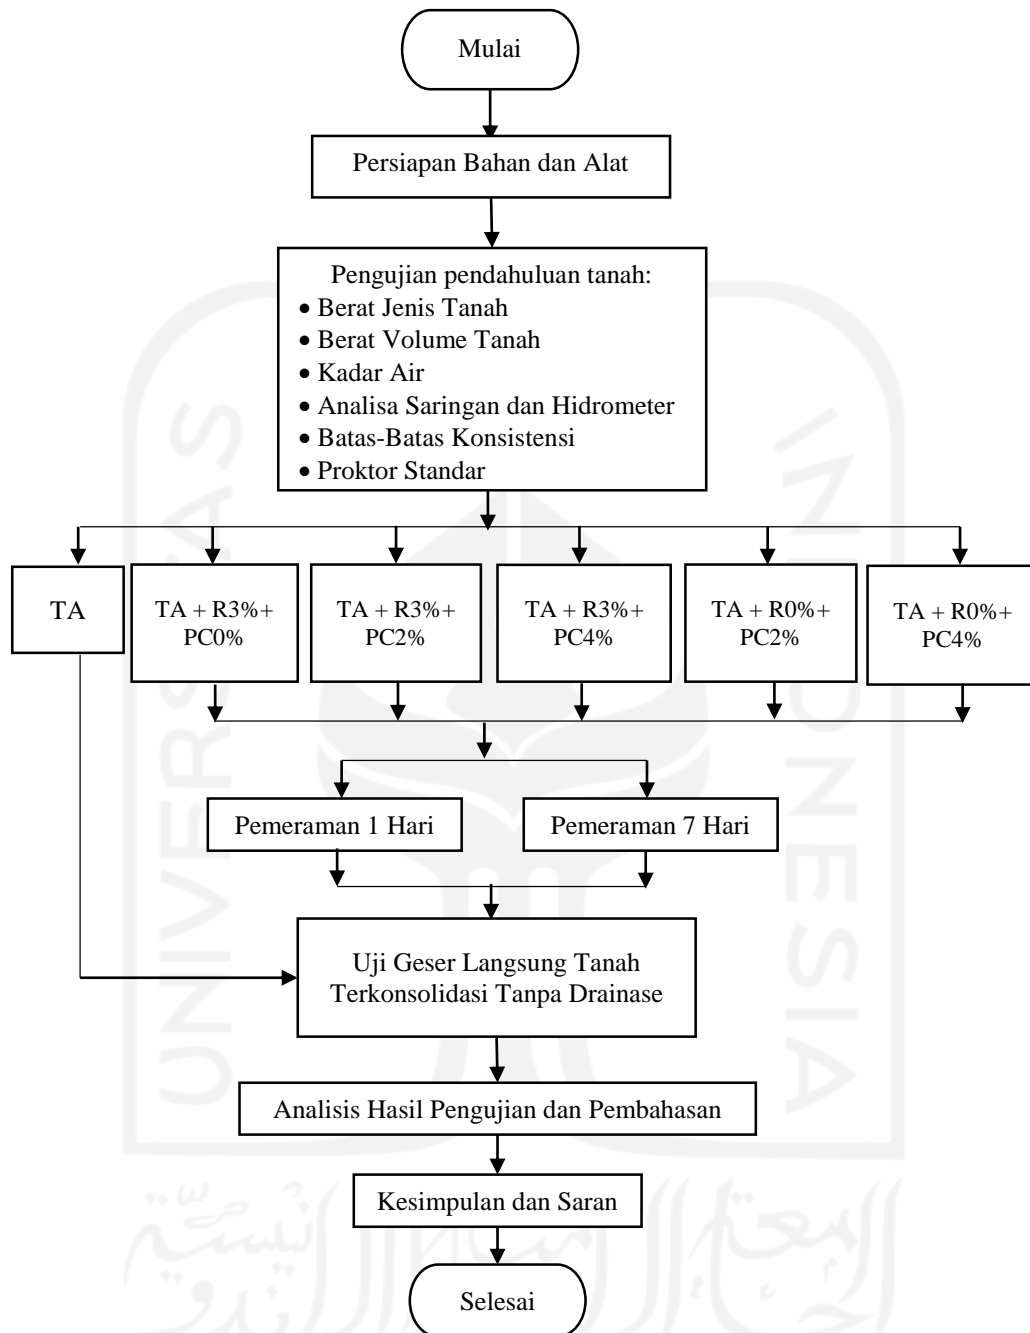 Mulai
Persiapan Bahan dan Alat
Pengujian pendahuluan tanah:
• Berat Jenis Tanah
• Berat Volume Tanah
• Kadar Air
• Analisa Saringan dan Hidrometer
• Batas-Batas Konsistensi
• Proktor Standar
TA
TA + R3%+
PC0%
TA + R3%+
PC2%
TA + R3%+
PC4%
TA + R0%+
PC2%
TA + R0%+
PC4%
Pemeraman 1 Hari
Pemeraman 7 Hari
Uji Geser Langsung Tanah
Terkonsolidasi Tanpa Drainase
Analisis Hasil Pengujian dan Pembahasan
Kesimpulan dan Saran
Selesai
UNIVERSITAS
INDONESIA